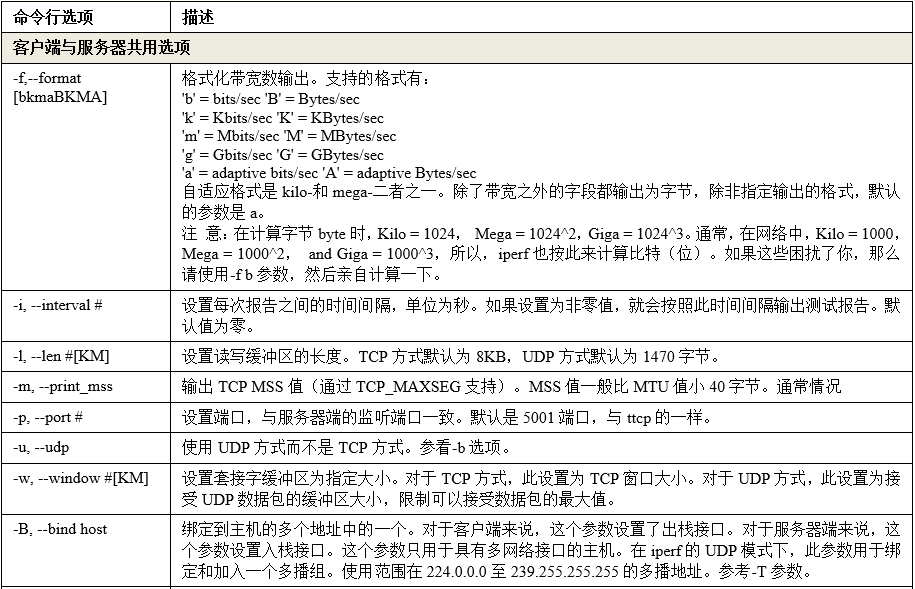 命令行选项 描述
客户端与服务器共用选项
-f,--format 格式化带宽数输出。支持的格式有：
[bkmaBKMA] 'b' = bits/sec 'B' = Bytes/sec
'k' = Kbits/sec 'K' = KBytes/sec
'm' = Mbits/sec 'M' = MBytes/sec
'g' = Gbits/sec 'G' = GBytes/sec
'a' = adaptive bits/sec 'A' = adaptive Bytes/sec
自适应格式是 kilo-和 mega-二者之一。除了带宽之外的字段都输出为字节，除非指定输出的格式，默认
的参数是 a。
注 意：在计算字节 byte 时，Kilo = 1024， Mega = 1024^2，Giga = 1024^3。通常，在网络中，Kilo = 1000，
Mega = 1000^2， and Giga = 1000^3，所以，iperf 也按此来计算比特（位）。如果这些困扰了你，那么
请使用-f b 参数，然后亲自计算一下。
-i, --interval # 设置每次报告之间的时间间隔，单位为秒。如果设置为非零值，就会按照此时间间隔输出测试报告。默
认值为零。
-l, --len #[KM] 设置读写缓冲区的长度。TCP 方式默认为 8KB，UDP 方式默认为 1470 字节。
-m, --print_mss 输出 TCP MSS 值（通过 TCP_MAXSEG 支持）。MSS 值一般比 MTU 值小 40 字节。通常情况
-p, --port # 设置端口，与服务器端的监听端口一致。默认是 5001 端口，与 ttcp 的一样。
-u, --udp 使用 UDP 方式而不是 TCP 方式。参看-b 选项。
-w, --window #[KM] 设置套接字缓冲区为指定大小。对于 TCP 方式，此设置为 TCP 窗口大小。对于 UDP 方式，此设置为接
受 UDP 数据包的缓冲区大小，限制可以接受数据包的最大值。
-B, --bind host 绑定到主机的多个地址中的一个。对于客户端来说，这个参数设置了出栈接口。对于服务器端来说，这
个参数设置入栈接口。这个参数只用于具有多网络接口的主机。在 iperf 的 UDP 模式下，此参数用于绑
定和加入一个多播组。使用范围在 224.0.0.0 至 239.255.255.255 的多播地址。参考-T 参数。